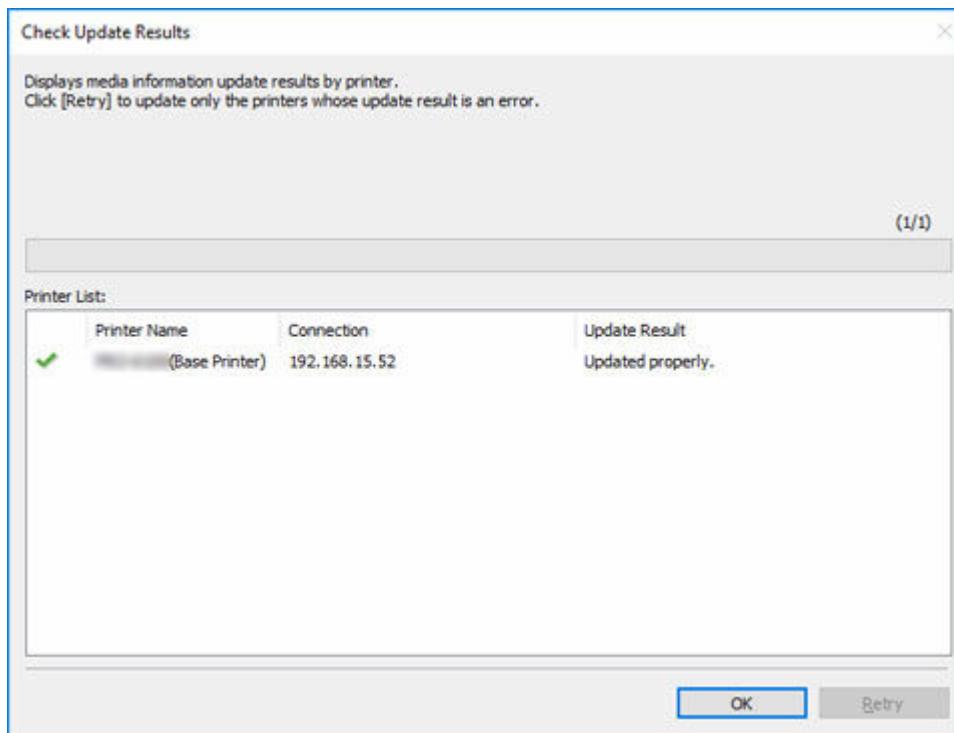 Check Update Results
Displays media information update results by printer.
Click [Retry] to update only the printers whose update result is an error.
(1/1)
Printer List:
Printer Name Connection Update Result
(Base Printer) 192.168.15.52 Updated properly.
OK Retry